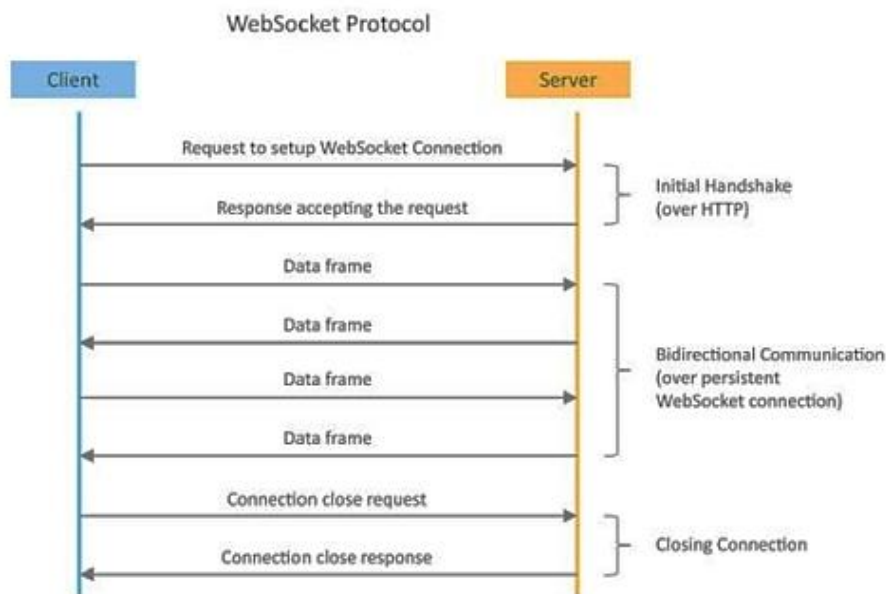 WebSocket Protocol
Client
Server
Request to setup WebSocket Connection
Initial Handshake
(over HTTP)
Response accepting the request
Data frame
Data frame
Bidirectional Communication
(over persistent
WebSocket connection)
Data frame
Data frame
Connection close request
Closing Connection
Connection close response